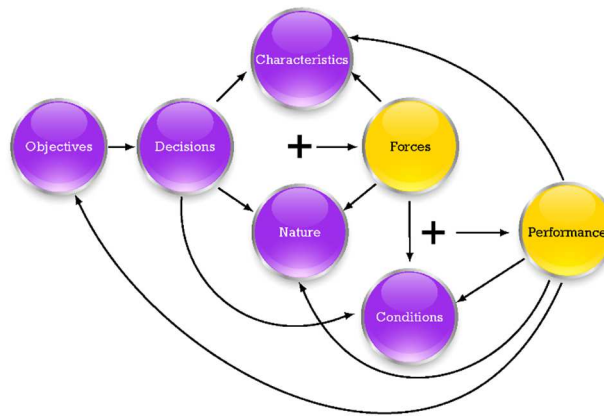 Characteristics
Objectives
Decisions
+
Forces
Nature
+
Performance
Conditions